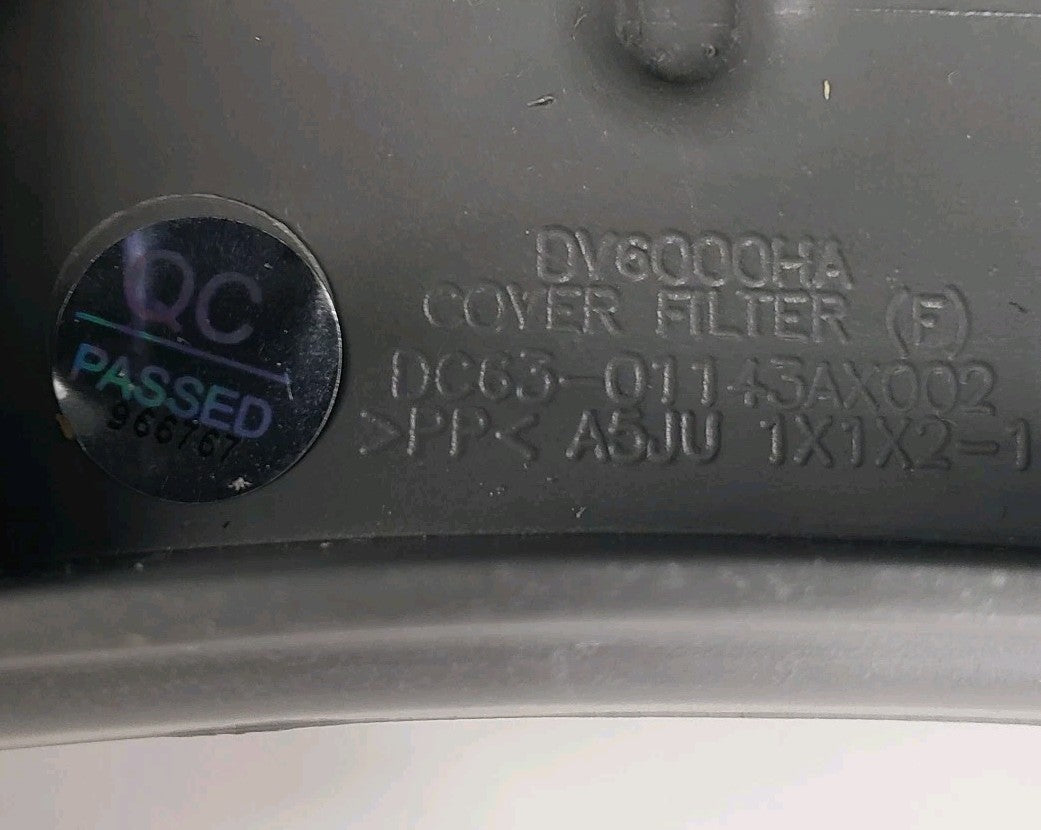 QC
PASSED
966767
DV6000HA
COVER FILTER (F)
DC63-01143AX002
>PP< A5JU 1X1X2-1